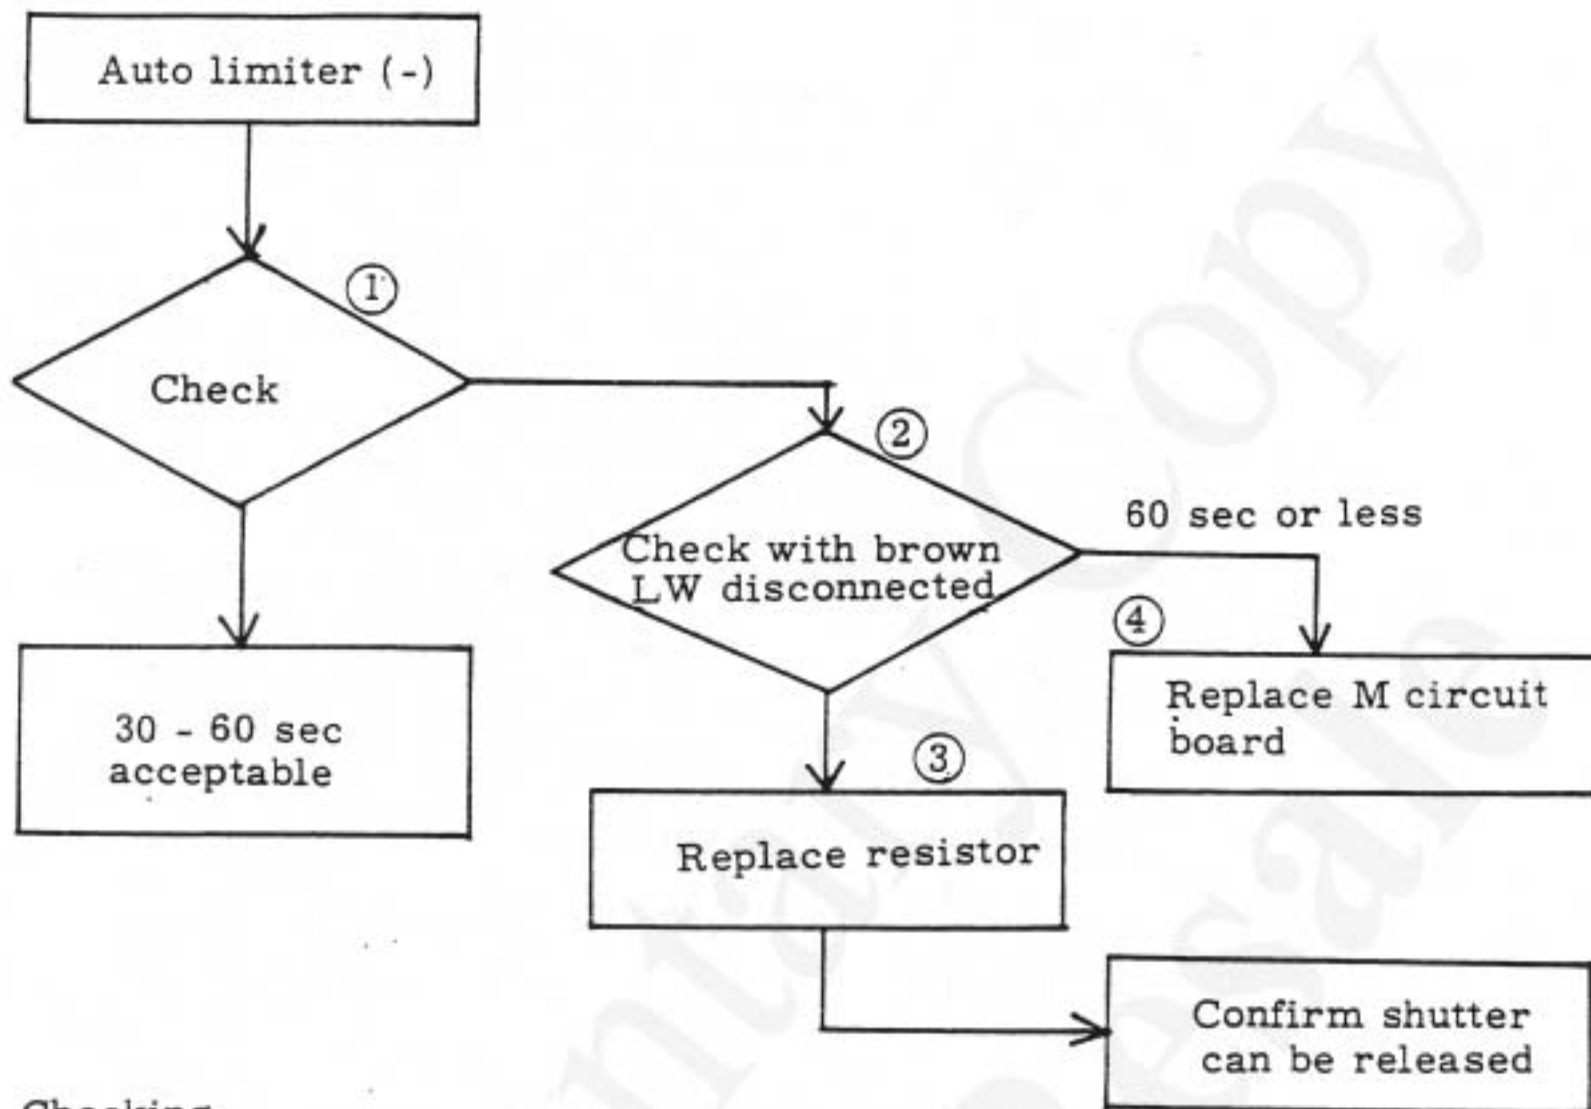 Auto limiter (-)
1
Check
2
60 sec or less
Check with brown
LW disconnected
4
Replace M circuit
board
30 - 60 sec
acceptable
3
Replace resistor
Confirm shutter
can be released
Checking
Copy